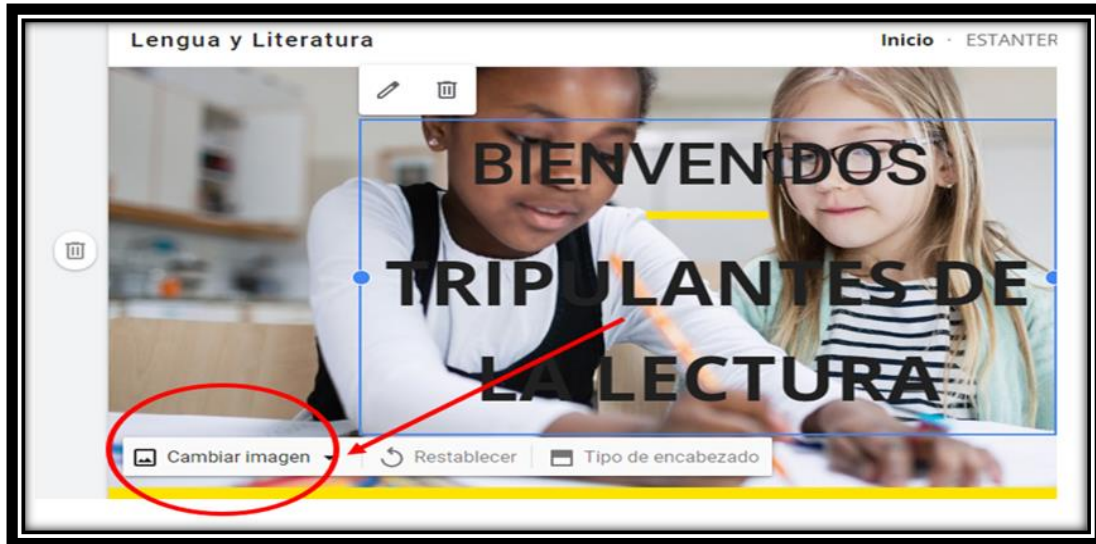 Lengua y Literatura
Inicio · ESTANTER
BIENVENIDOS
TRIPULANTES DE
LA LECTURA
Cambiar imagen
Restablecer
Tipo de encabezado